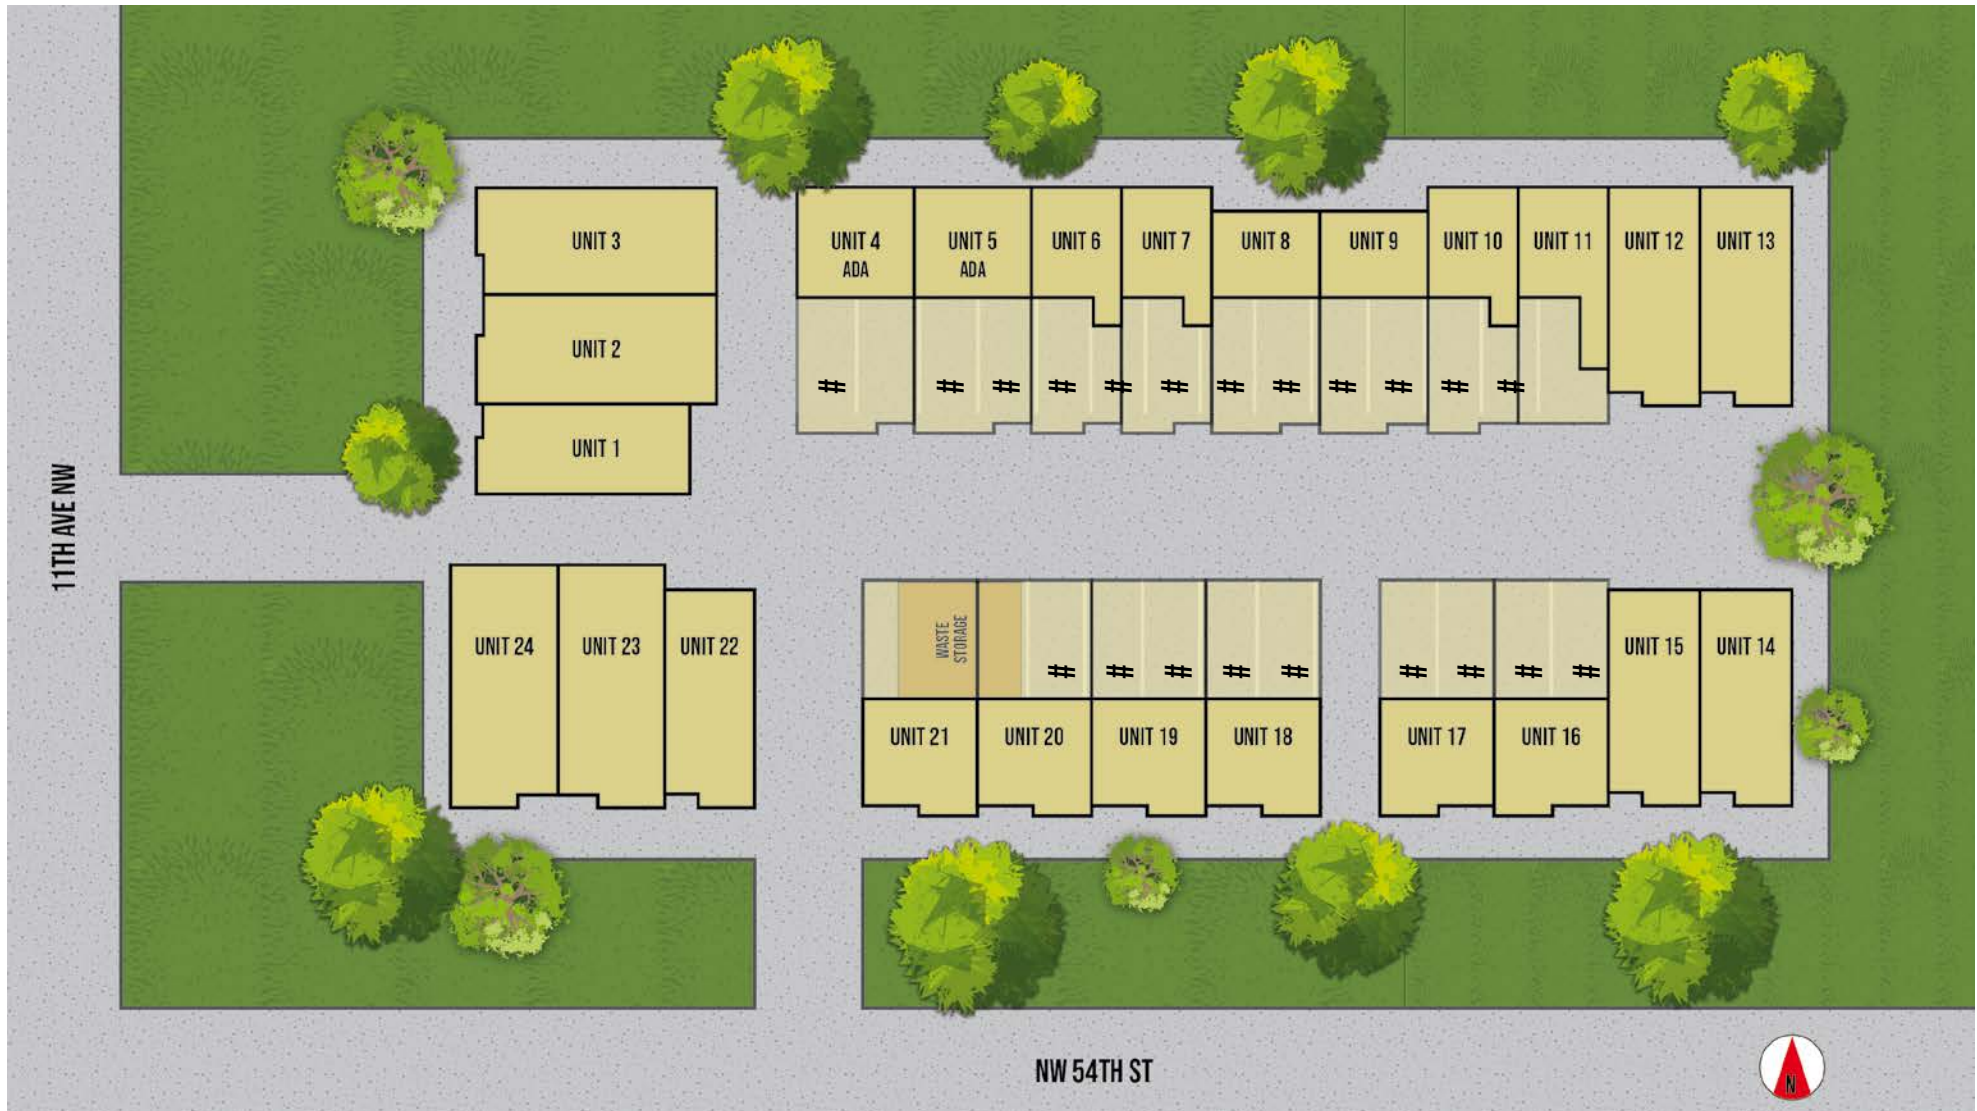 UNIT 3
UNIT 2
UNIT 1
UNIT 4
ADA
UNIT 5
ADA
UNIT 6
UNIT 7
UNIT 8
UNIT 9
UNIT 10
UNIT 11
UNIT 12
UNIT 13
# # # # # # # # # # # # #
11TH AVE NW
UNIT 24
UNIT 23
UNIT 22
WASTE
STORAGE
# # # # # # # # #
UNIT 21
UNIT 20
UNIT 19
UNIT 18
UNIT 17
UNIT 16
UNIT 15
UNIT 14
NW 54TH ST
N